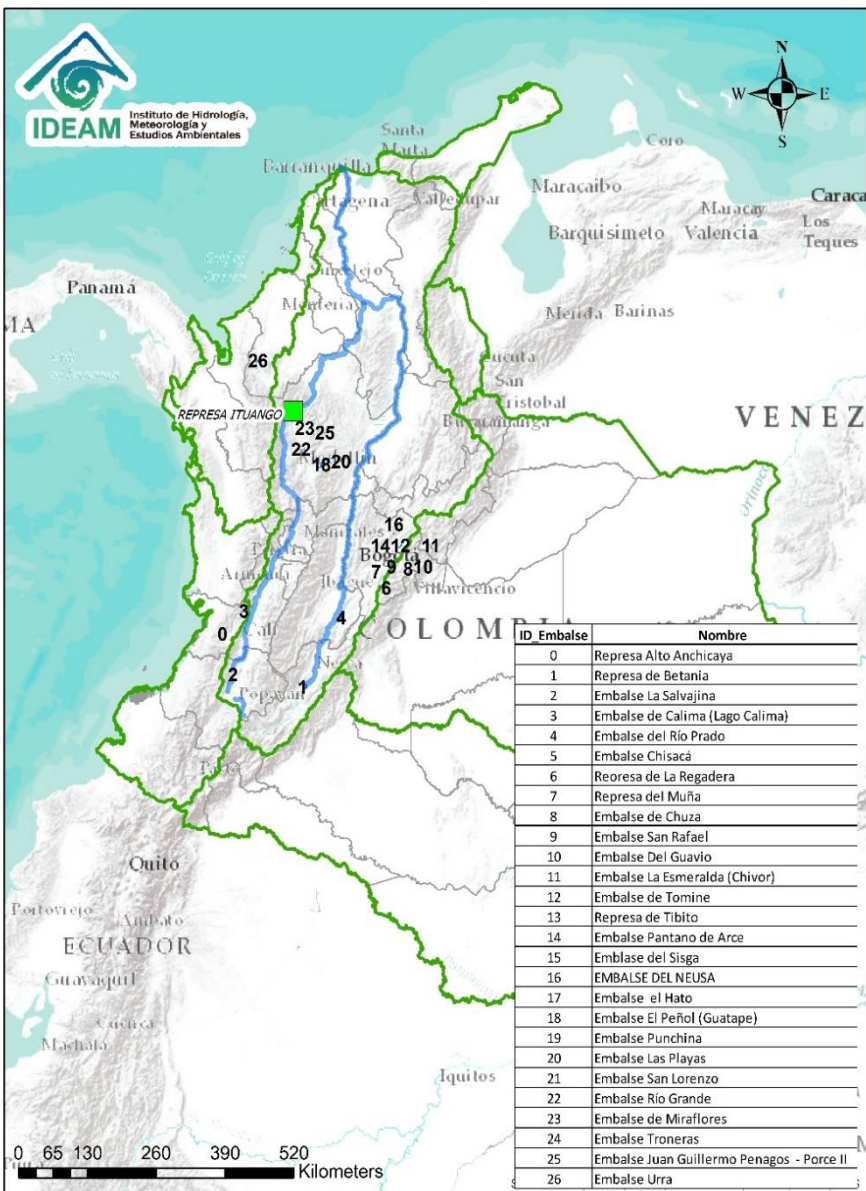 IDEAM
Instituto de Hidrología,
Meteorología y
Estudios Ambientales
N
W E
S
Santa
Marta
Barranquilla
Cartagena
Valledupar
Coro
Maracaibo
Maracay
Caraca
Los
Teques
Barquisimeto
Valencia
Panamá
MA
Sincelejo
Montería
Merida
Barinas
26
Cucuta
San
Cristobal
Bucaramanga
REPRESA ITUANGO
23
25
VENEZ
22
Medellin
18
20
Orinoco
16
Manizales
14
12
11
Bogota
Pereira
7
9
8
10
Armenia
Ibague
Villavicencio
6
3
4
0
Cali
COLOMBIA
2
Neiva
1
Popayan
Pasto
Quito
Portoviejo
Ambato
ECUADOR
Guayaquil
Cuenca
Machala
Iquitos
0 65 130 260 390 520
Kilometers
ID_Embalse Nombre
0 Represa Alto Anchicaya
1 Represa de Betania
2 Embalse La Salvajina
3 Embalse de Calima (Lago Calima)
4 Embalse del Río Prado
5 Embalse Chisacá
6 Reoresa de La Regadera
7 Represa del Muña
8 Embalse de Chuza
9 Embalse San Rafael
10 Embalse Del Guavio
11 Embalse La Esmeralda (Chivor)
12 Embalse de Tomine
13 Represa de Tibito
14 Embalse Pantano de Arce
15 Emblase del Sisga
16 EMBALSE DEL NEUSA
17 Embalse el Hato
18 Embalse El Peñol (Guatape)
19 Embalse Punchina
20 Embalse Las Playas
21 Embalse San Lorenzo
22 Embalse Río Grande
23 Embalse de Miraflores
24 Embalse Troneras
25 Embalse Juan Guillermo Penagos - Porce II
26 Embalse Urra